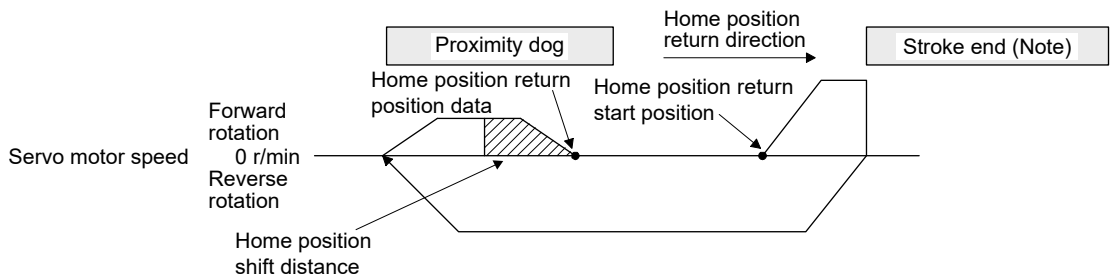 Proximity dog
Home position
return direction
Stroke end (Note)
Home position return
position data
Home position return
start position
Forward
rotation
Servo motor speed
0 r/min
Reverse
rotation
Home position
shift distance